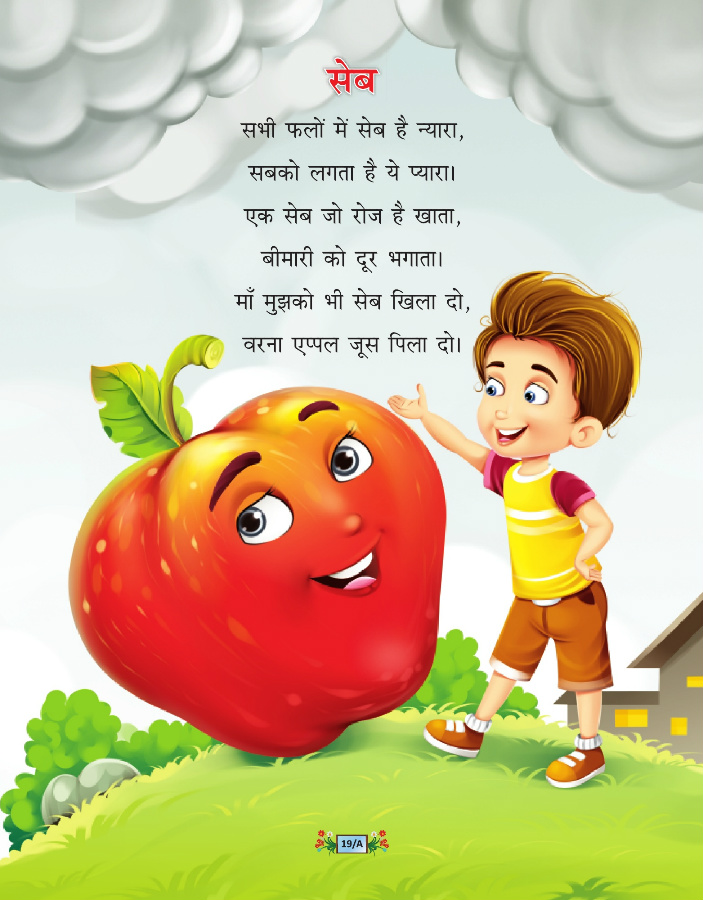 सेब
सभी फलों में सेब है न्यारा,
सबको लगता है ये प्यारा।
एक सेब जो रोज है खाता,
बीमारी को दूर भगाता।
माँ मुझको भी सेब खिला दो,
वरना एप्पल जूस पिला दो।
19/A